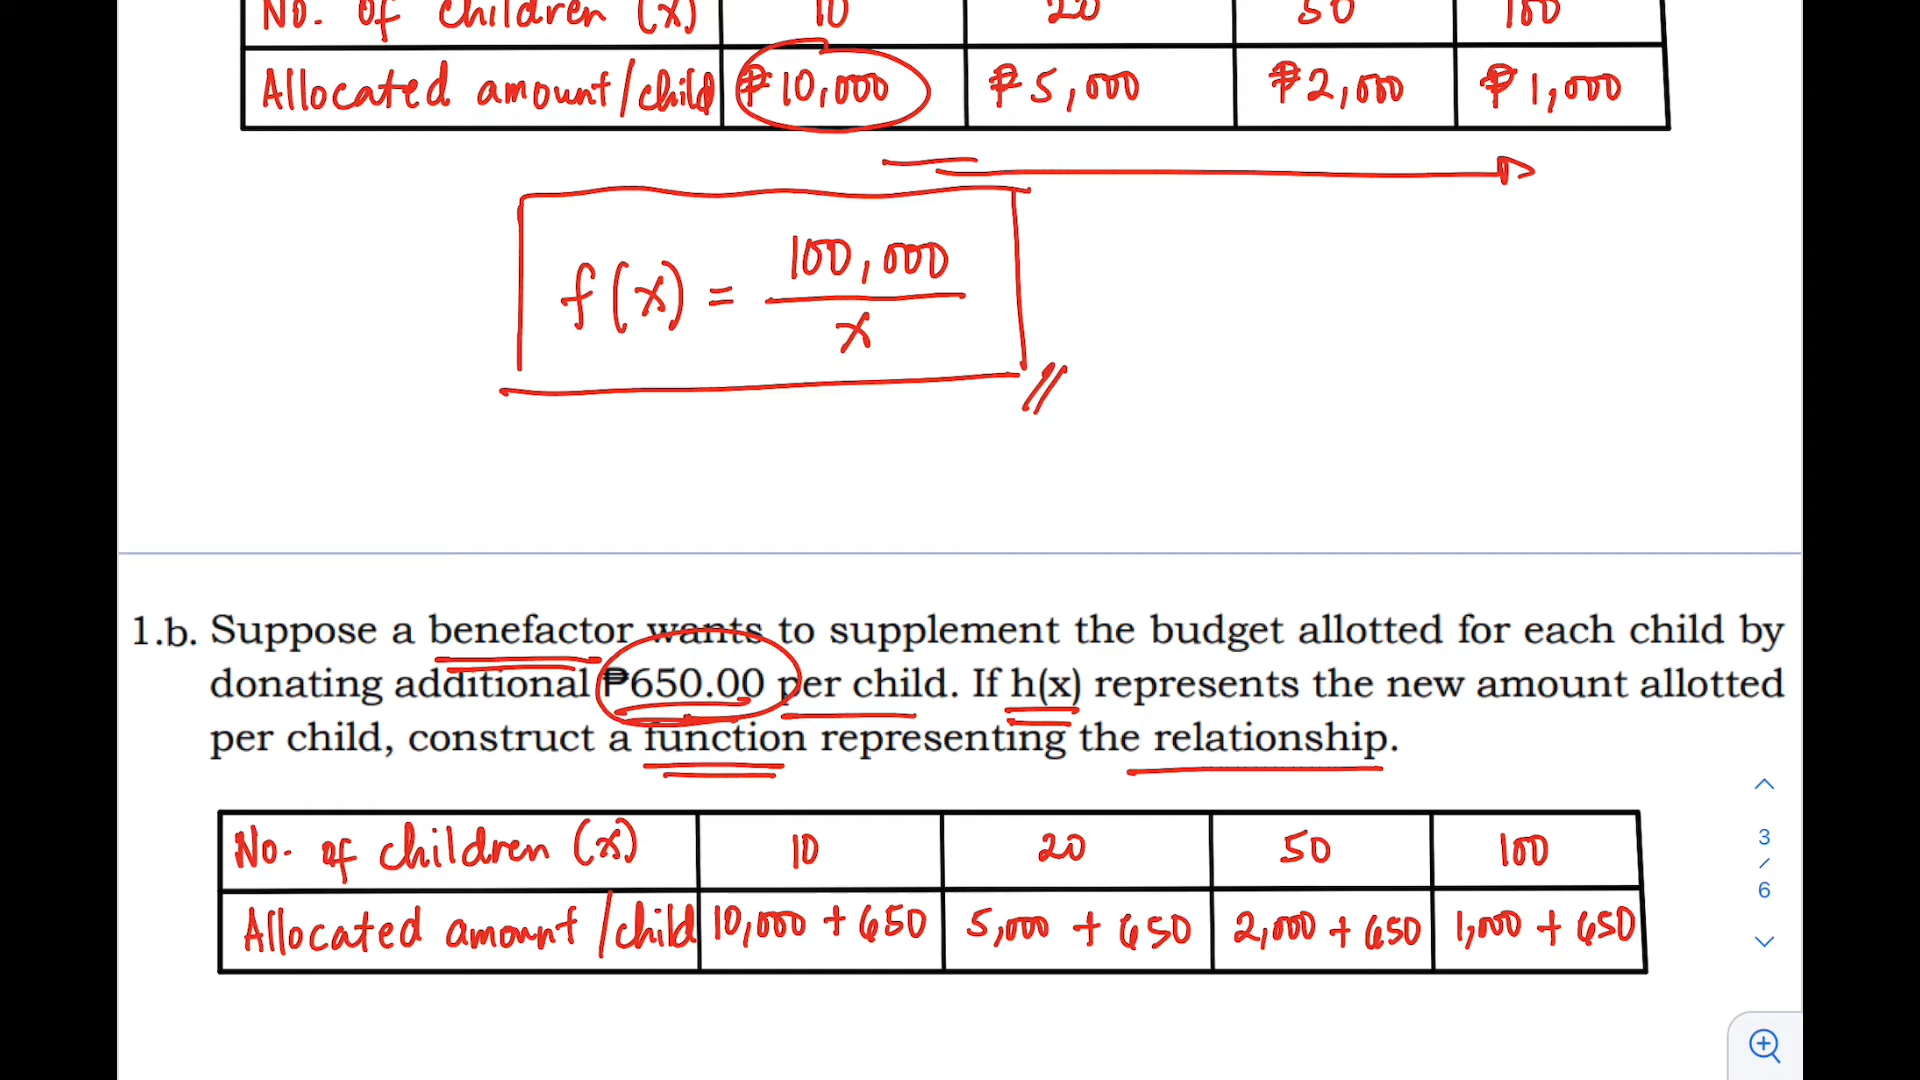 No. of children (x) 10 20 50 100
Allocated amount/child ₱10,000 ₱5,000 ₱2,000 ₱1,000
f(x) = 100,000 / x
1.b. Suppose a benefactor wants to supplement the budget allotted for each child by
donating additional ₱650.00 per child. If h(x) represents the new amount allotted
per child, construct a function representing the relationship.
No. of children (x) 10 20 50 100
Allocated amount /child 10,000 + 650 5,000 + 650 2,000 + 650 1,000 + 650
3
/
6